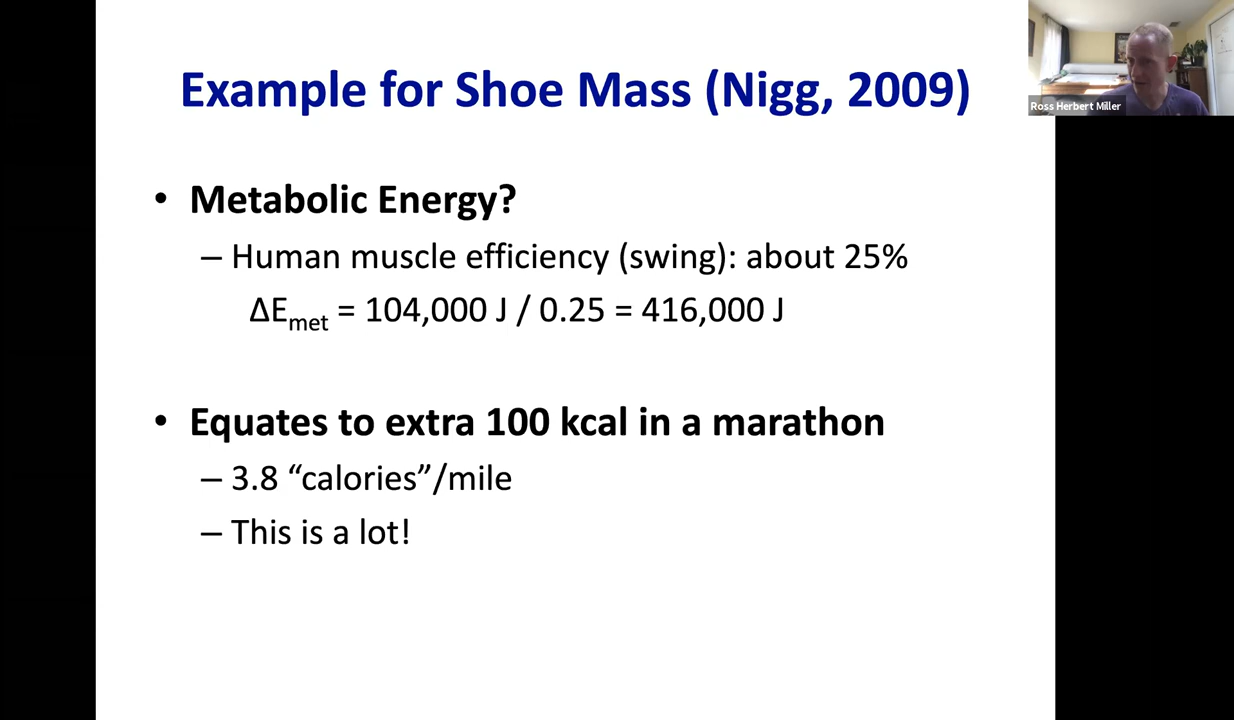 Example for Shoe Mass (Nigg, 2009)
Ross Herbert Miller
• Metabolic Energy?
– Human muscle efficiency (swing): about 25%
ΔEmet = 104,000 J / 0.25 = 416,000 J
• Equates to extra 100 kcal in a marathon
– 3.8 “calories”/mile
– This is a lot!